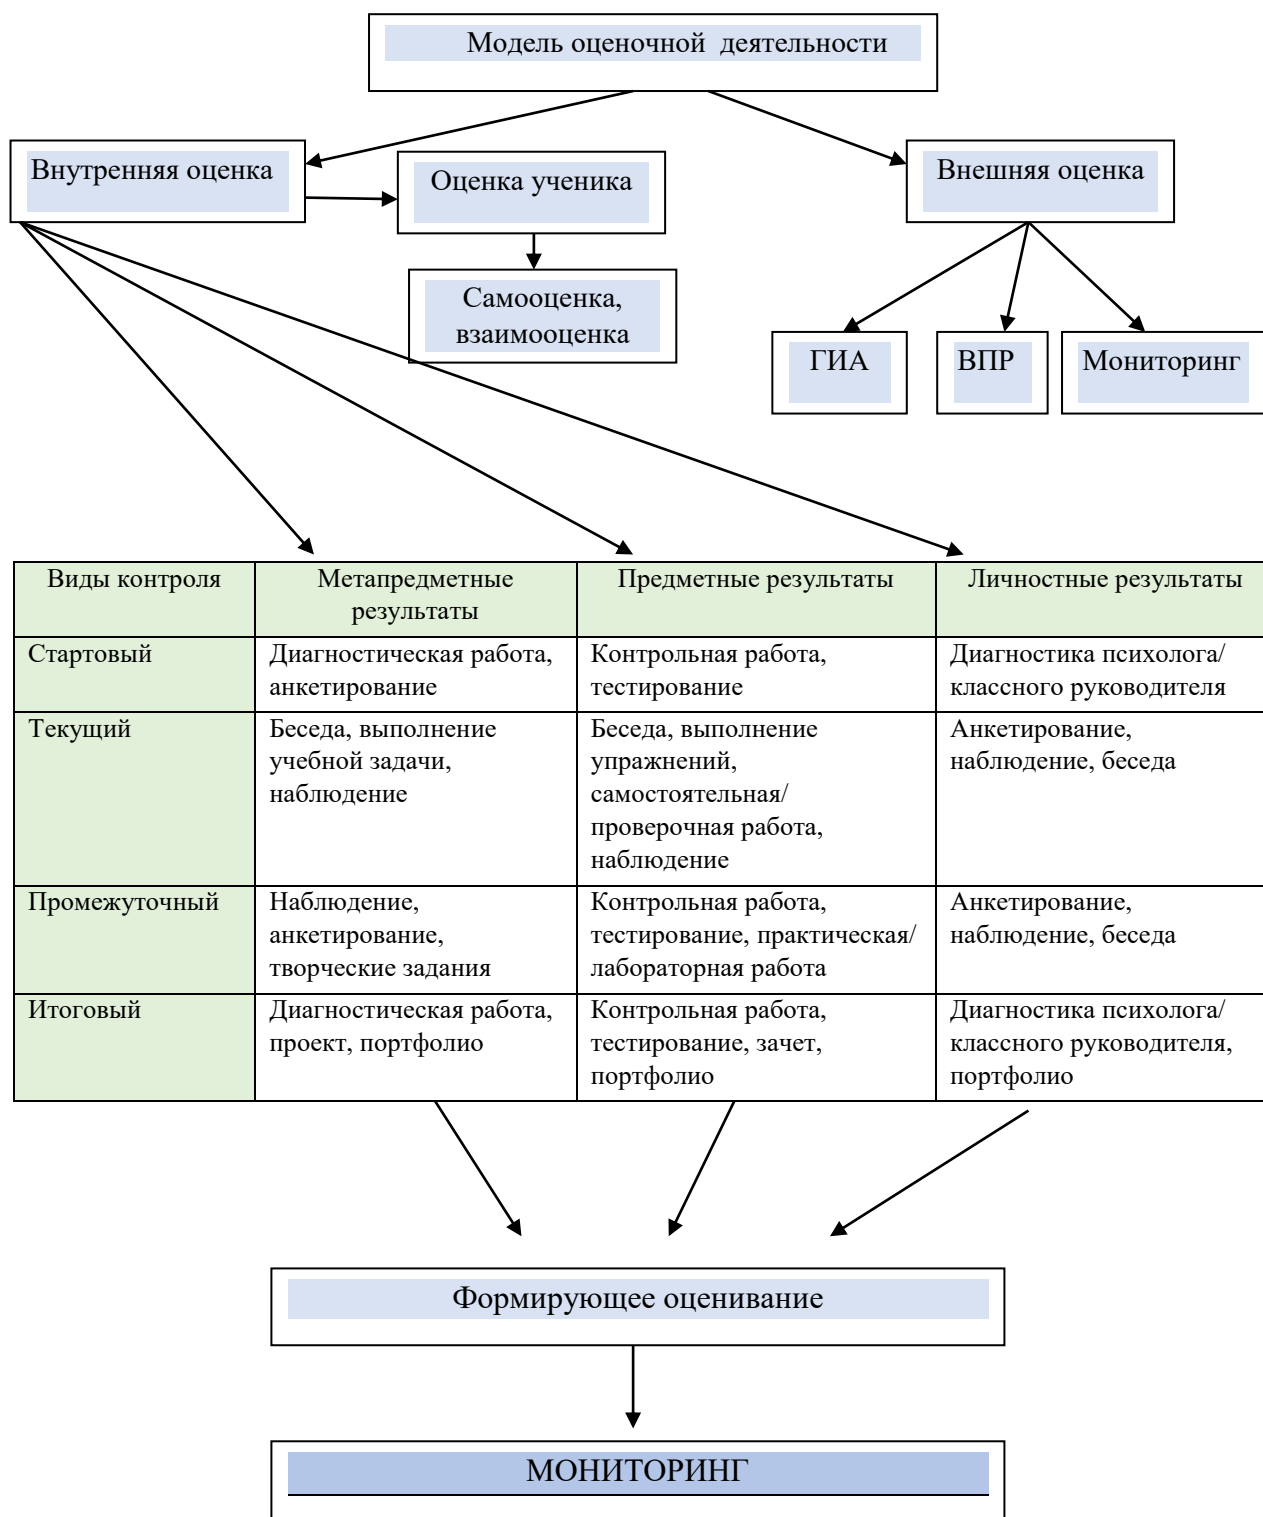 Модель оценочной деятельности
Внутренняя оценка
Оценка ученика
Внешняя оценка
Самооценка,
взаимооценка
ГИА
ВПР
Мониторинг
Виды контроля
Метапредметные
результаты
Предметные результаты
Личностные результаты
Стартовый
Диагностическая работа,
анкетирование
Контрольная работа,
тестирование
Диагностика психолога/
классного руководителя
Текущий
Беседа, выполнение
учебной задачи,
наблюдение
Беседа, выполнение
упражнений,
самостоятельная/
проверочная работа,
наблюдение
Анкетирование,
наблюдение, беседа
Промежуточный
Наблюдение,
анкетирование,
творческие задания
Контрольная работа,
тестирование, практическая/
лабораторная работа
Анкетирование,
наблюдение, беседа
Итоговый
Диагностическая работа,
проект, портфолио
Контрольная работа,
тестирование, зачет,
портфолио
Диагностика психолога/
классного руководителя,
портфолио
Формирующее оценивание
МОНИТОРИНГ